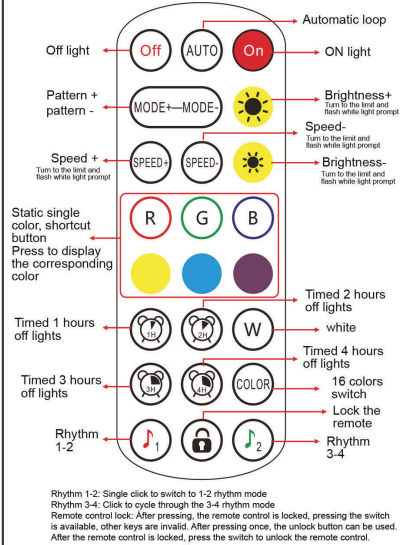 Automatic loop
Off light
Off
AUTO
On
ON light
Pattern +
pattern -
MODE+—MODE-
Brightness+
Turn to the limit and
flash white light prompt
Speed-
Turn to the limit and
flash white light prompt
Speed +
Turn to the limit and
flash white light prompt
SPEED+
SPEED-
Brightness-
Turn to the limit and
flash white light prompt
Static single
color, shortcut
button
Press to display
the corresponding
color
R
G
B
Timed 2 hours
off lights
Timed 1 hours
off lights
1H
2H
W
white
Timed 4 hours
off lights
Timed 3 hours
off lights
3H
4H
COLOR
16 colors
switch
Lock the
remote
Rhythm
1-2
1
2
Rhythm
3-4
Rhythm 1-2: Single click to switch to 1-2 rhythm mode
Rhythm 3-4: Click to cycle through the 3-4 rhythm mode
Remote control lock: After pressing, the remote control is locked, pressing the switch
is available, other keys are invalid. After pressing once, the unlock button can be used.
After the remote control is locked, press the switch to unlock the remote control.